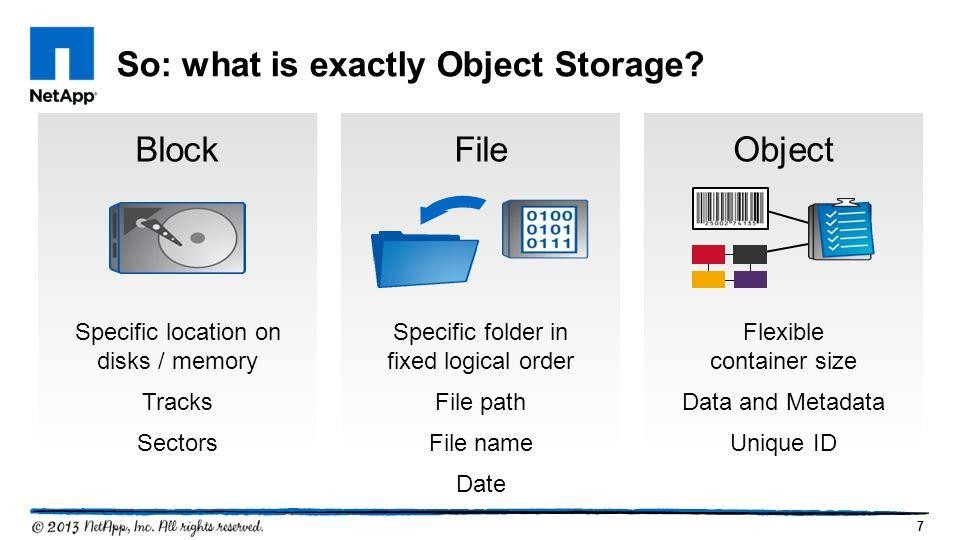 NetApp
So: what is exactly Object Storage?
Block
Specific location on
disks / memory
Tracks
Sectors
File
0100
0101
0111
Specific folder in
fixed logical order
File path
File name
Date
Object
25002 74135
Flexible
container size
Data and Metadata
Unique ID
© 2013 NetApp, Inc. All rights reserved.
7